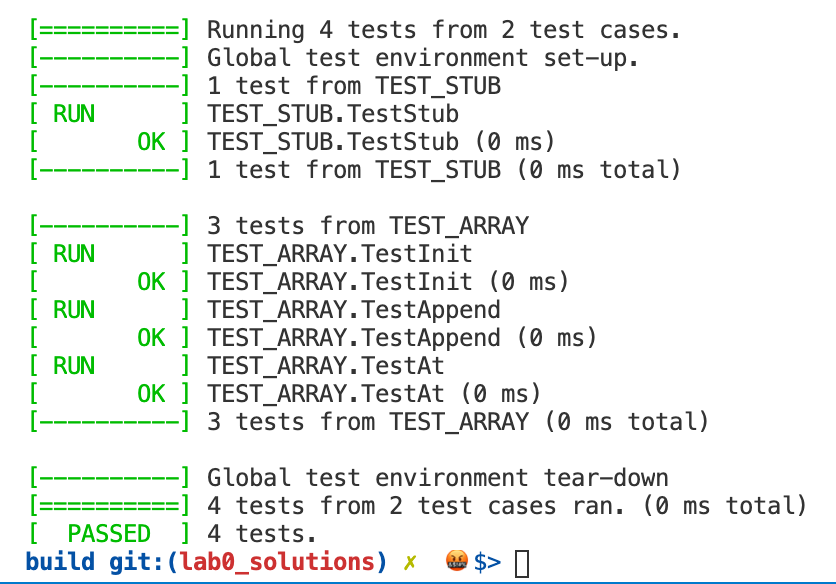 [==========] Running 4 tests from 2 test cases.
[----------] Global test environment set-up.
[----------] 1 test from TEST_STUB
[ RUN      ] TEST_STUB.TestStub
[       OK ] TEST_STUB.TestStub (0 ms)
[----------] 1 test from TEST_STUB (0 ms total)
[----------] 3 tests from TEST_ARRAY
[ RUN      ] TEST_ARRAY.TestInit
[       OK ] TEST_ARRAY.TestInit (0 ms)
[ RUN      ] TEST_ARRAY.TestAppend
[       OK ] TEST_ARRAY.TestAppend (0 ms)
[ RUN      ] TEST_ARRAY.TestAt
[       OK ] TEST_ARRAY.TestAt (0 ms)
[----------] 3 tests from TEST_ARRAY (0 ms total)
[----------] Global test environment tear-down
[==========] 4 tests from 2 test cases ran. (0 ms total)
[  PASSED  ] 4 tests.
build git:(lab0_solutions) ✗ 🤬 $>